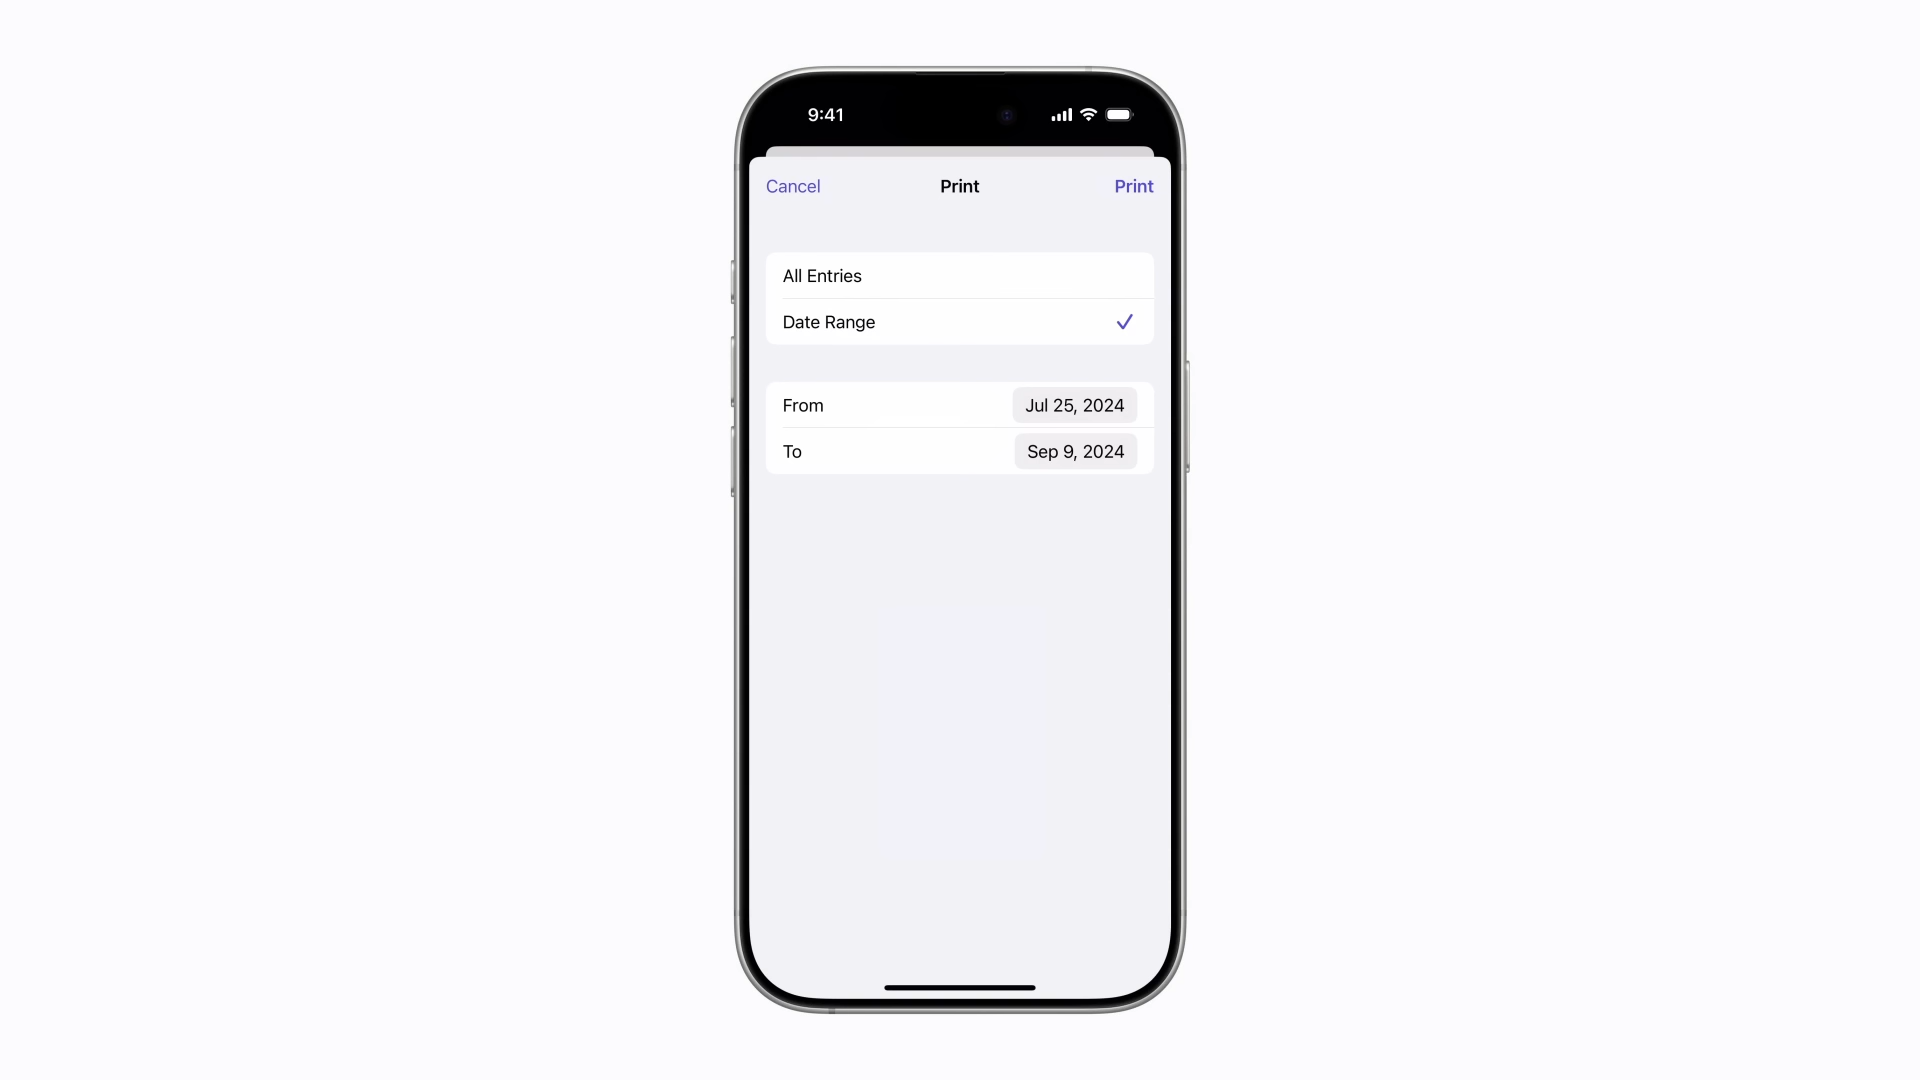 9:41
Cancel Print Print
All Entries
Date Range
From Jul 25, 2024
To Sep 9, 2024